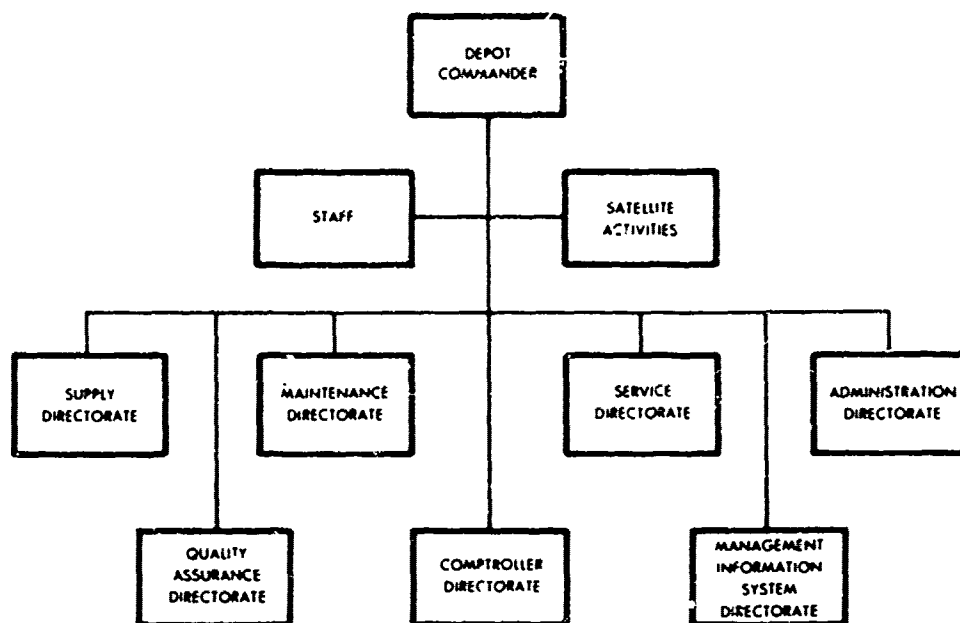 DEPOT
COMMANDER
STAFF
SATELLITE
ACTIVITIES
SUPPLY
DIRECTORATE
MAINTENANCE
DIRECTORATE
SERVICE
DIRECTORATE
ADMINISTRATION
DIRECTORATE
QUALITY
ASSURANCE
DIRECTORATE
COMPTROLLER
DIRECTORATE
MANAGEMENT
INFORMATION
SYSTEM
DIRECTORATE